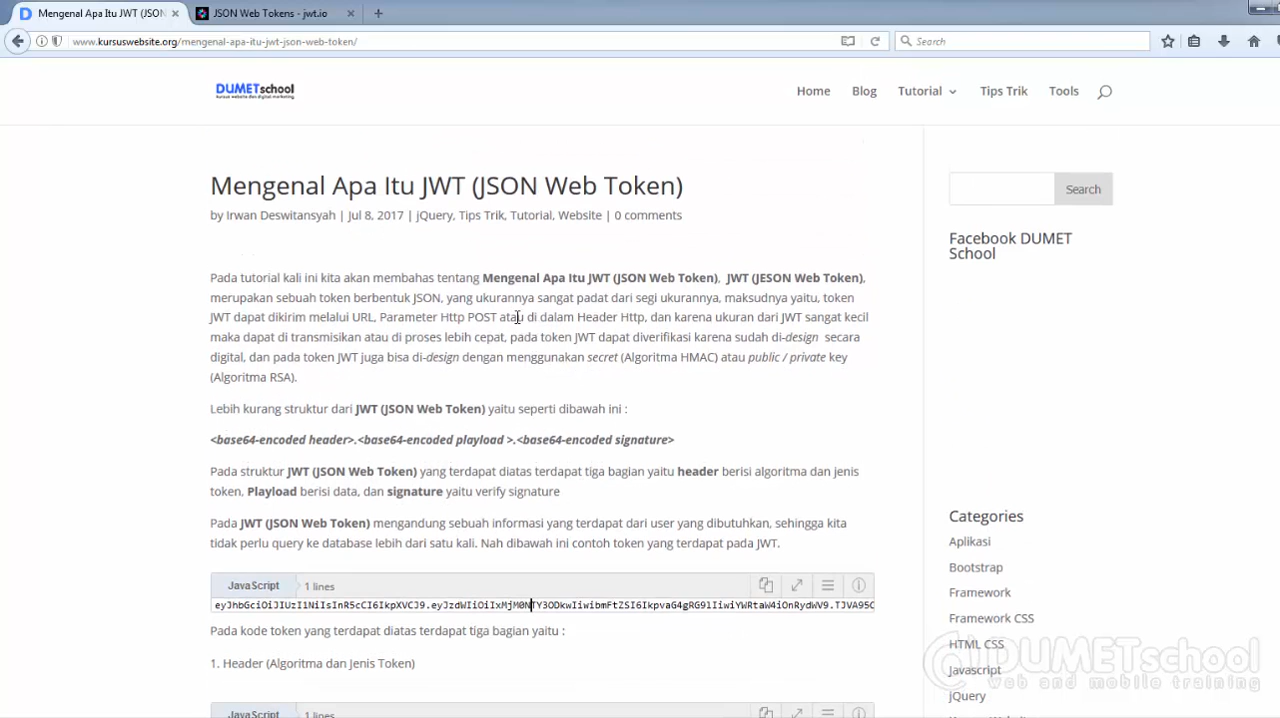 Mengenal Apa Itu JWT (JSON
JSON Web Tokens - jwt.io
www.kursuswebsite.org/mengenal-apa-itu-jwt-json-web-token/
Search
DUMETschool
kursus website dan digital marketing
Home
Blog
Tutorial
Tips Trik
Tools
Mengenal Apa Itu JWT (JSON Web Token)
by Irwan Deswitansyah | Jul 8, 2017 | jQuery, Tips Trik, Tutorial, Website | 0 comments
Pada tutorial kali ini kita akan membahas tentang Mengenal Apa Itu JWT (JSON Web Token), JWT (JESON Web Token),
merupakan sebuah token berbentuk JSON, yang ukurannya sangat padat dari segi ukurannya, maksudnya yaitu, token
JWT dapat dikirim melalui URL, Parameter Http POST atau di dalam Header Http, dan karena ukuran dari JWT sangat kecil
maka dapat di transmisikan atau di proses lebih cepat, pada token JWT dapat diverifikasi karena sudah di-design secara
digital, dan pada token JWT juga bisa di-design dengan menggunakan secret (Algoritma HMAC) atau public / private key
(Algoritma RSA).
Lebih kurang struktur dari JWT (JSON Web Token) yaitu seperti dibawah ini :
<base64-encoded header>.<base64-encoded playload >.<base64-encoded signature>
Pada struktur JWT (JSON Web Token) yang terdapat diatas terdapat tiga bagian yaitu header berisi algoritma dan jenis
token, Playload berisi data, dan signature yaitu verify signature
Pada JWT (JSON Web Token) mengandung sebuah informasi yang terdapat dari user yang dibutuhkan, sehingga kita
tidak perlu query ke database lebih dari satu kali. Nah dibawah ini contoh token yang terdapat pada JWT.
JavaScript
1 lines
eyJhbGciOiJIUzI1NiIsInR5cCI6IkpXVCJ9.eyJzdWIiOiIxMjM0NTY3ODkwIiwibmFtZSI6IkpvaG4gRG9lIiwiYWRtaW4iOnRydWV9.TJVA95O
Pada kode token yang terdapat diatas terdapat tiga bagian yaitu :
1. Header (Algoritma dan Jenis Token)
JavaScript
1 lines
Search
Facebook DUMET
School
Categories
Aplikasi
Bootstrap
Framework
Framework CSS
HTML CSS
Javascript
jQuery
DUMETschool
web and mobile training